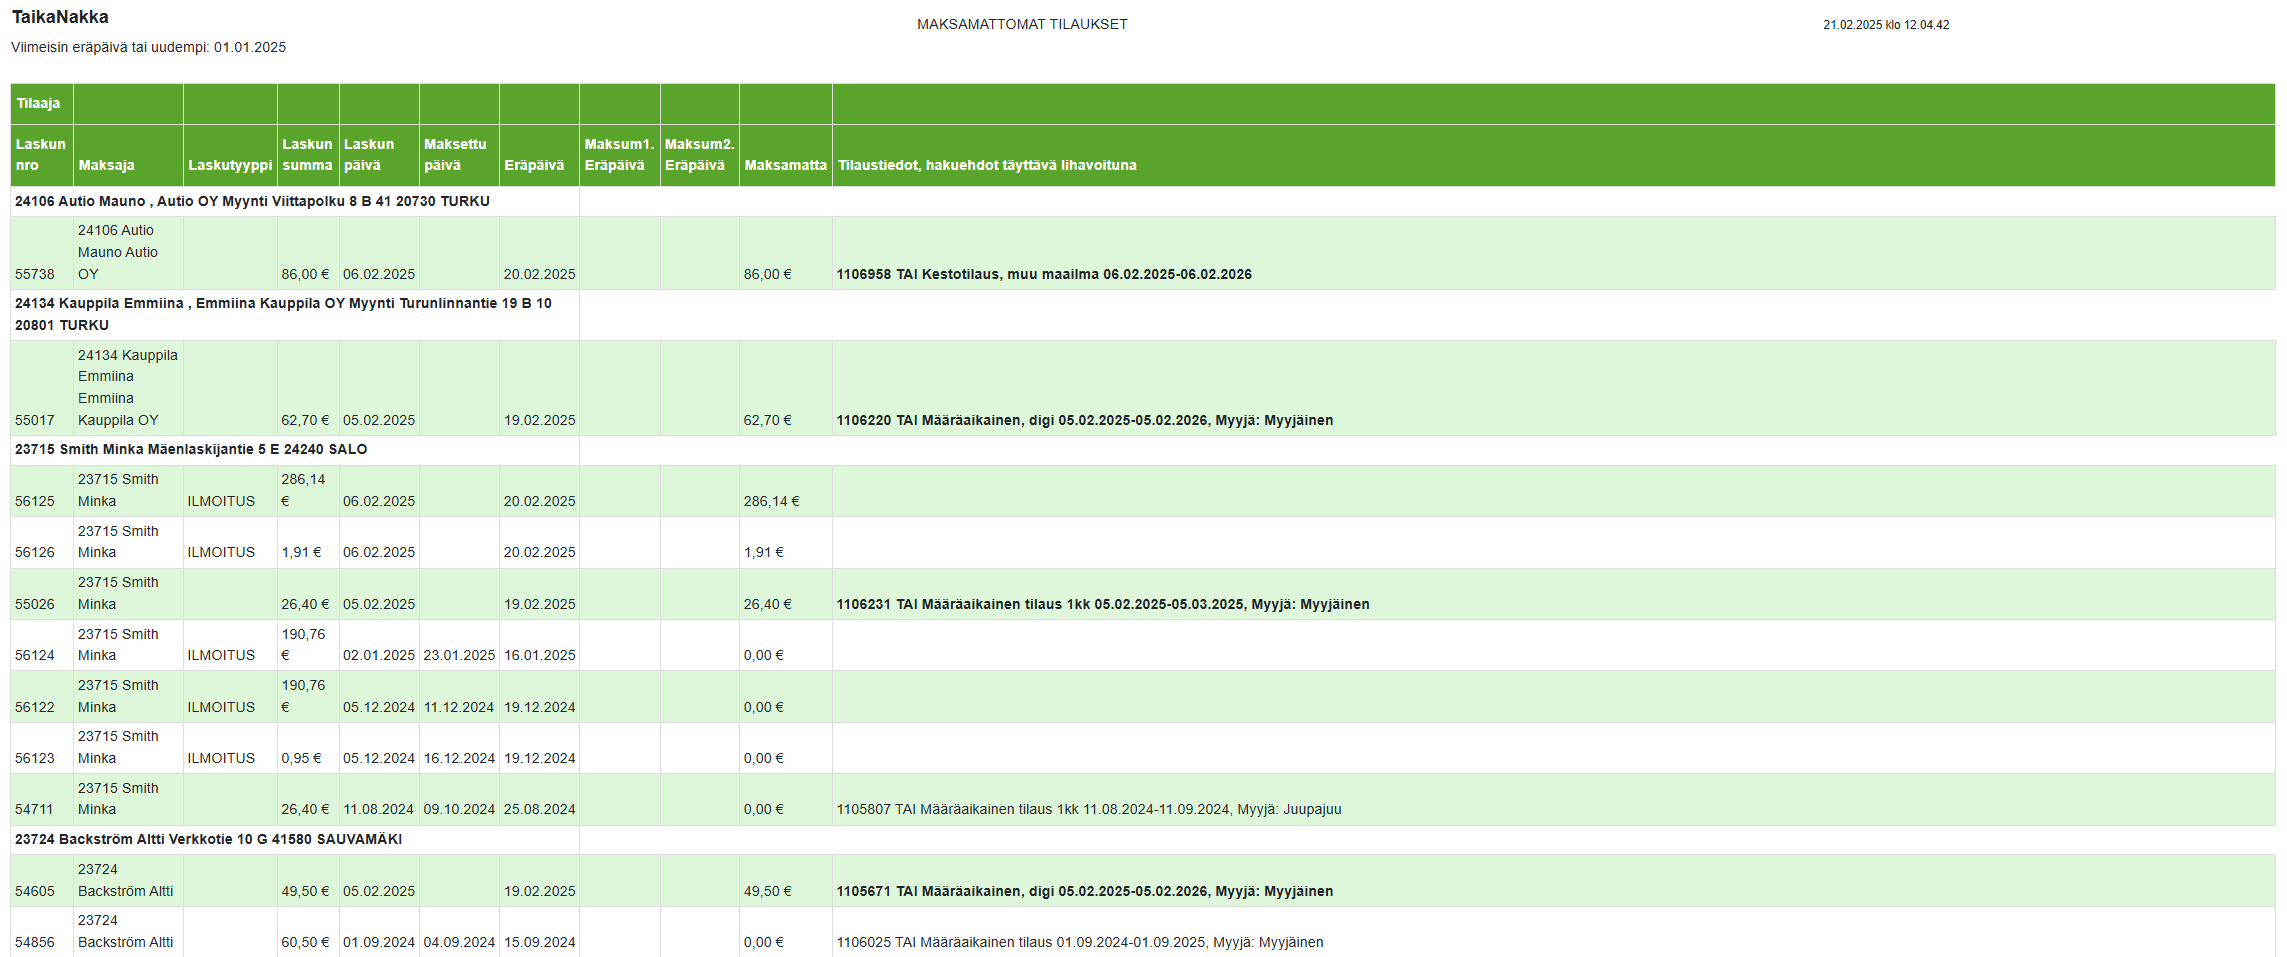 TaikaNakka
MAKSAMATTOMAT TILAUKSET
21.02.2025 klo 12.04.42
Viimeisin eräpäivä tai uudempi: 01.01.2025
Tilaaja
Laskun nro Maksaja Laskutyyppi Laskun summa Laskun päivä Maksettu päivä Eräpäivä Maksum1. Eräpäivä Maksum2. Eräpäivä Maksamatta Tilaustiedot, hakuehdot täyttävä lihavoituna
24106 Autio Mauno , Autio OY Myynti Viittapolku 8 B 41 20730 TURKU
55738 24106 Autio Mauno Autio OY 86,00 € 06.02.2025 20.02.2025 86,00 € 1106958 TAI Kestotilaus, muu maailma 06.02.2025-06.02.2026
24134 Kauppila Emmiina , Emmiina Kauppila OY Myynti Turunlinnantie 19 B 10
20801 TURKU
55017 24134 Kauppila Emmiina Emmiina Kauppila OY 62,70 € 05.02.2025 19.02.2025 62,70 € 1106220 TAI Määräaikainen, digi 05.02.2025-05.02.2026, Myyjä: Myyjäinen
23715 Smith Minka Mäenlaskijantie 5 E 24240 SALO
56125 23715 Smith Minka ILMOITUS 286,14 € 06.02.2025 20.02.2025 286,14 €
56126 23715 Smith Minka ILMOITUS 1,91 € 06.02.2025 20.02.2025 1,91 €
55026 23715 Smith Minka 26,40 € 05.02.2025 19.02.2025 26,40 € 1106231 TAI Määräaikainen tilaus 1kk 05.02.2025-05.03.2025, Myyjä: Myyjäinen
56124 23715 Smith Minka ILMOITUS 190,76 € 02.01.2025 23.01.2025 16.01.2025 0,00 €
56122 23715 Smith Minka ILMOITUS 190,76 € 05.12.2024 11.12.2024 19.12.2024 0,00 €
56123 23715 Smith Minka ILMOITUS 0,95 € 05.12.2024 16.12.2024 19.12.2024 0,00 €
54711 23715 Smith Minka 26,40 € 11.08.2024 09.10.2024 25.08.2024 0,00 € 1105807 TAI Määräaikainen tilaus 1kk 11.08.2024-11.09.2024, Myyjä: Juupajuu
23724 Backström Altti Verkkotie 10 G 41580 SAUVAMÄKI
54605 23724 Backström Altti 49,50 € 05.02.2025 19.02.2025 49,50 € 1105671 TAI Määräaikainen, digi 05.02.2025-05.02.2026, Myyjä: Myyjäinen
54856 23724 Backström Altti 60,50 € 01.09.2024 04.09.2024 15.09.2024 0,00 € 1106025 TAI Määräaikainen tilaus 01.09.2024-01.09.2025, Myyjä: Myyjäinen